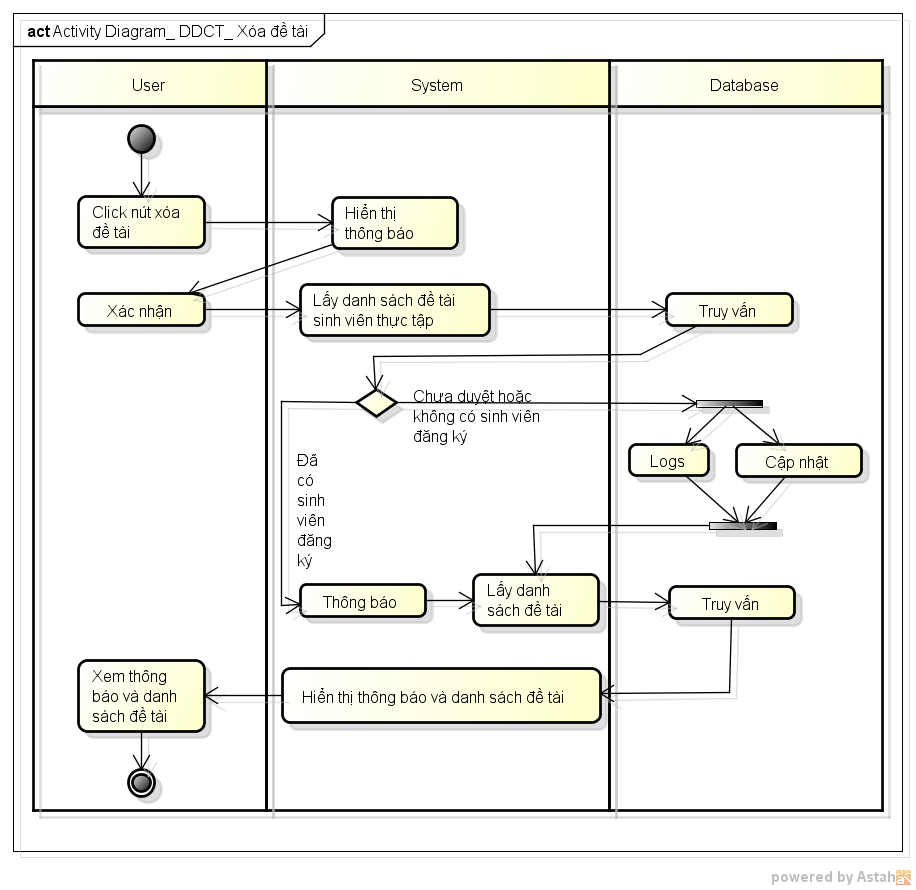 act Activity Diagram_ DDCT_ Xóa đề tài
User
System
Database
Click nút xóa
đề tài
Hiển thị
thông báo
Xác nhận
Lấy danh sách đề tài
sinh viên thực tập
Truy vấn
Chưa duyệt hoặc
không có sinh viên
đăng ký
Đã
có
sinh
viên
đăng
ký
Logs
Cập nhật
Thông báo
Lấy danh
sách đề tài
Truy vấn
Xem thông
báo và danh
sách đề tài
Hiển thị thông báo và danh sách đề tài
powered by Astah